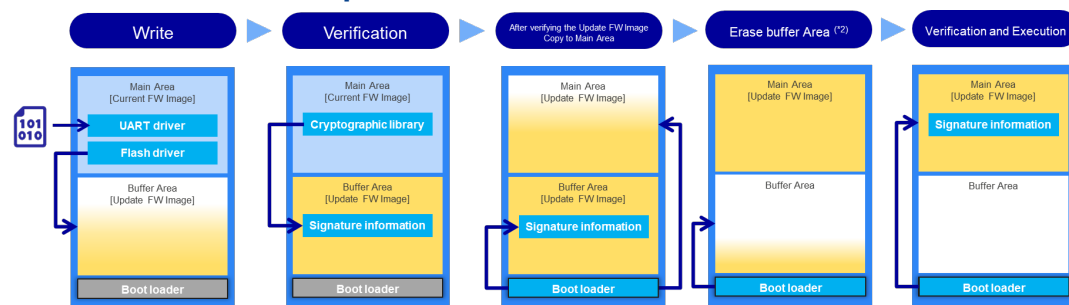 Write
Verification
After verifying the Update FW Image
Copy to Main Area
Erase buffer Area (*2)
Verification and Execution
Main Area
[Current FW Image]
UART driver
Flash driver
Buffer Area
[Update FW Image]
Boot loader
101
010
Main Area
[Current FW Image]
Cryptographic library
Buffer Area
[Update FW Image]
Signature information
Boot loader
Main Area
[Update FW Image]
Buffer Area
[Update FW Image]
Signature information
Boot loader
Main Area
[Update FW Image]
Buffer Area
Boot loader
Main Area
[Update FW Image]
Signature information
Buffer Area
Boot loader